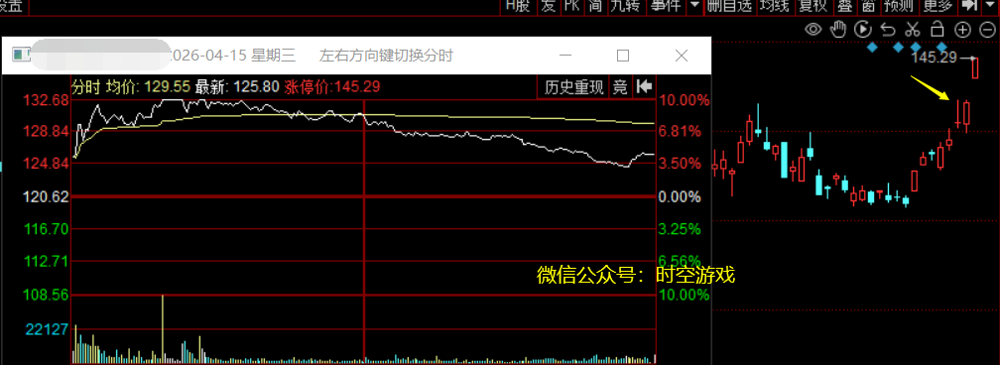 设置 H股 友 PK 简 九转 事件 删自选 均线 复权 叠 窗 预测 更多
2026-04-15 星期三 左右方向键切换分时
145.29
分时 均价: 129.55 最新: 125.80 涨停价:145.29 历史重现 竞
132.68 10.00%
128.84 6.81%
124.84 3.50%
120.62 0.00%
116.70 3.25%
112.71 6.56%
微信公众号：时空游戏
108.56 10.00%
22127